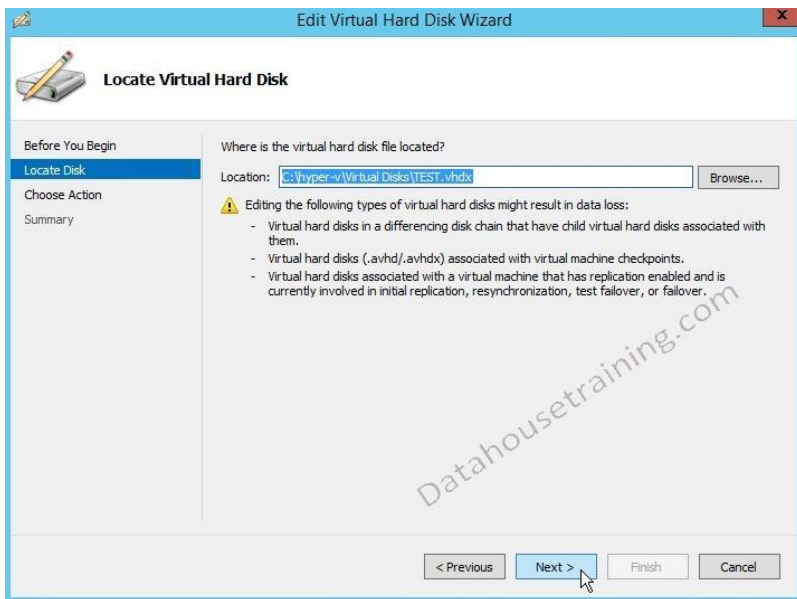 Edit Virtual Hard Disk Wizard
x
Locate Virtual Hard Disk
Before You Begin
Locate Disk
Choose Action
Summary
Where is the virtual hard disk file located?
Location: C:\hyper-v\Virtual Disks\TEST.vhdx Browse...
Editing the following types of virtual hard disks might result in data loss:
- Virtual hard disks in a differencing disk chain that have child virtual hard disks associated with
them.
- Virtual hard disks (.avhd/.avhdx) associated with virtual machine checkpoints.
- Virtual hard disks associated with a virtual machine that has replication enabled and is
currently involved in initial replication, resynchronization, test failover, or failover.
Datahousetraining.com
< Previous Next > Finish Cancel